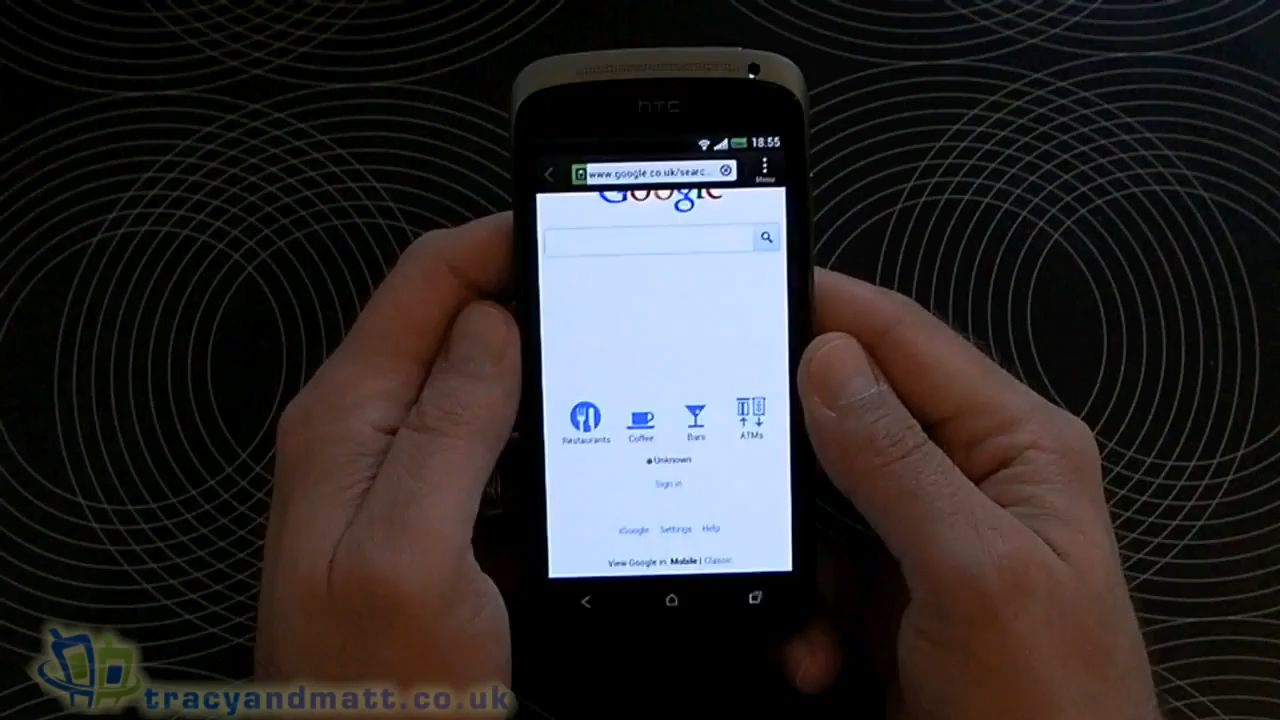 hTC
18:55
www.google.co.uk/searc...
Menu
Google
Restaurants Coffee Bars ATMs
Unknown
Sign in
iGoogle Settings Help
View Google in: Mobile | Classic
tracyandmatt.co.uk